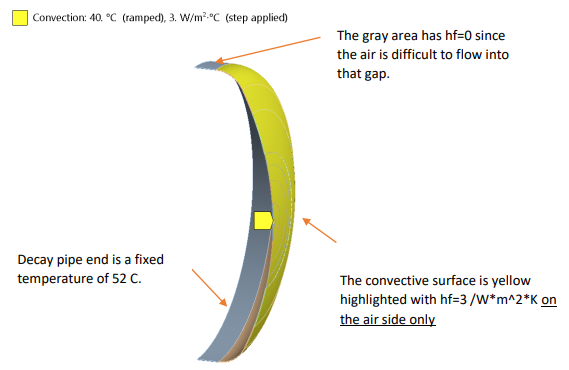 Convection: 40. °C (ramped), 3. W/m²·°C (step applied)
The gray area has hf=0 since
the air is difficult to flow into
that gap.
Decay pipe end is a fixed
temperature of 52 C.
The convective surface is yellow
highlighted with hf=3 /W*m^2*K on
the air side only